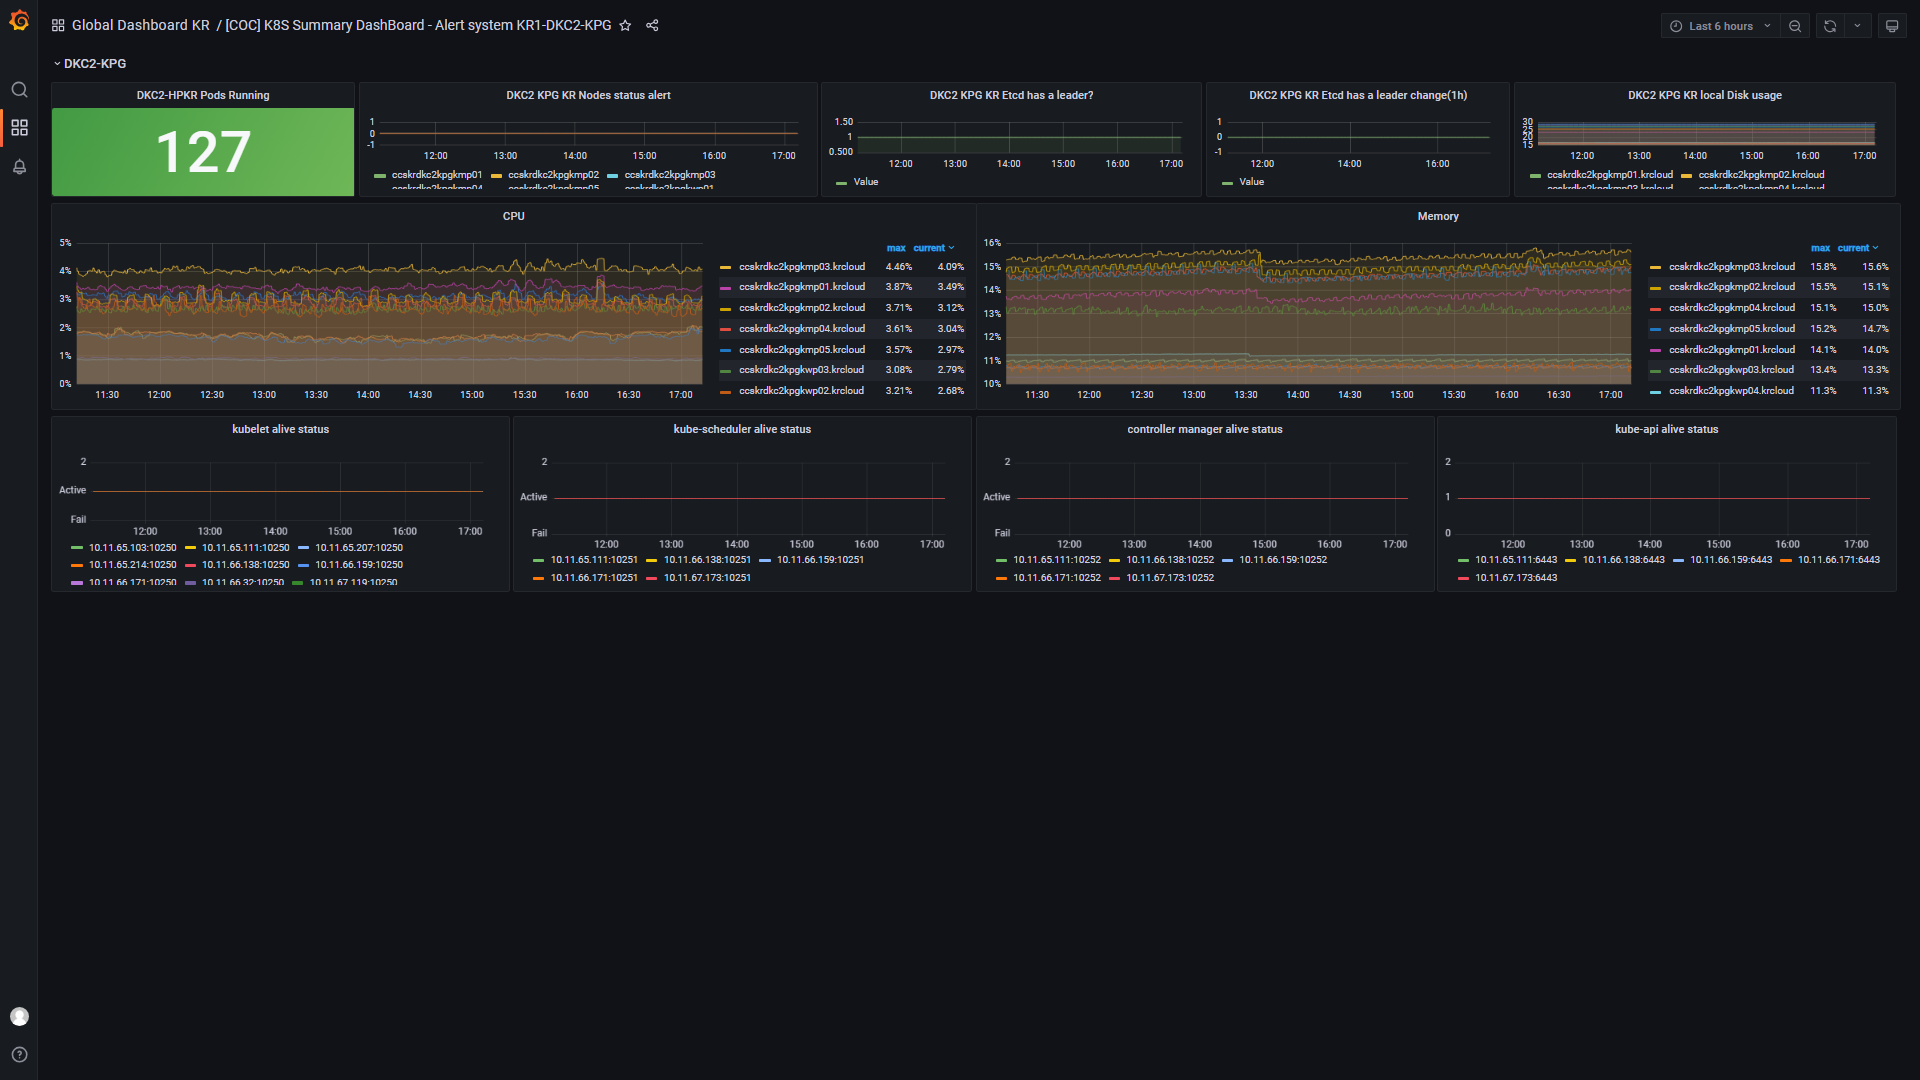 Global Dashboard KR / [COC] K8S Summary DashBoard - Alert system KR1-DKC2-KPG
Last 6 hours
DKC2-KPG
DKC2-HPKR Pods Running
127
DKC2 KPG KR Nodes status alert
1
0
-1
12:00 13:00 14:00 15:00 16:00 17:00
ccskrdkc2kpgkmp01 ccskrdkc2kpgkmp02 ccskrdkc2kpgkmp03
ccskrdkc2kpgkmp04 ccskrdkc2kpgkmp05 ccskrdkc2kpgkwp01
DKC2 KPG KR Etcd has a leader?
1.50
1
0.500
12:00 13:00 14:00 15:00 16:00 17:00
Value
DKC2 KPG KR Etcd has a leader change(1h)
1
0
-1
12:00 14:00 16:00
Value
DKC2 KPG KR local Disk usage
30
25
20
15
12:00 13:00 14:00 15:00 16:00 17:00
ccskrdkc2kpgkmp01.krcloud ccskrdkc2kpgkmp02.krcloud
ccskrdkc2kpgkmp03.krcloud ccskrdkc2kpgkmp04.krcloud
CPU
5%
4%
3%
2%
1%
0%
11:30 12:00 12:30 13:00 13:30 14:00 14:30 15:00 15:30 16:00 16:30 17:00
max current
ccskrdkc2kpgkmp03.krcloud 4.46% 4.09%
ccskrdkc2kpgkmp01.krcloud 3.87% 3.49%
ccskrdkc2kpgkmp02.krcloud 3.71% 3.12%
ccskrdkc2kpgkmp04.krcloud 3.61% 3.04%
ccskrdkc2kpgkmp05.krcloud 3.57% 2.97%
ccskrdkc2kpgkwp03.krcloud 3.08% 2.79%
ccskrdkc2kpgkwp02.krcloud 3.21% 2.68%
Memory
16%
15%
14%
13%
12%
11%
10%
11:30 12:00 12:30 13:00 13:30 14:00 14:30 15:00 15:30 16:00 16:30 17:00
max current
ccskrdkc2kpgkmp03.krcloud 15.8% 15.6%
ccskrdkc2kpgkmp02.krcloud 15.5% 15.1%
ccskrdkc2kpgkmp04.krcloud 15.1% 15.0%
ccskrdkc2kpgkmp05.krcloud 15.2% 14.7%
ccskrdkc2kpgkmp01.krcloud 14.1% 14.0%
ccskrdkc2kpgkwp03.krcloud 13.4% 13.3%
ccskrdkc2kpgkwp04.krcloud 11.3% 11.3%
kubelet alive status
2
Active
Fail
12:00 13:00 14:00 15:00 16:00 17:00
10.11.65.103:10250 10.11.65.111:10250 10.11.65.207:10250
10.11.65.214:10250 10.11.66.138:10250 10.11.66.159:10250
10.11.66.171:10250 10.11.66.32:10250 10.11.67.119:10250
kube-scheduler alive status
2
Active
Fail
12:00 13:00 14:00 15:00 16:00 17:00
10.11.65.111:10251 10.11.66.138:10251 10.11.66.159:10251
10.11.66.171:10251 10.11.67.173:10251
controller manager alive status
2
Active
Fail
12:00 13:00 14:00 15:00 16:00 17:00
10.11.65.111:10252 10.11.66.138:10252 10.11.66.159:10252
10.11.66.171:10252 10.11.67.173:10252
kube-api alive status
2
1
0
12:00 13:00 14:00 15:00 16:00 17:00
10.11.65.111:6443 10.11.66.138:6443 10.11.66.159:6443 10.11.66.171:6443
10.11.67.173:6443